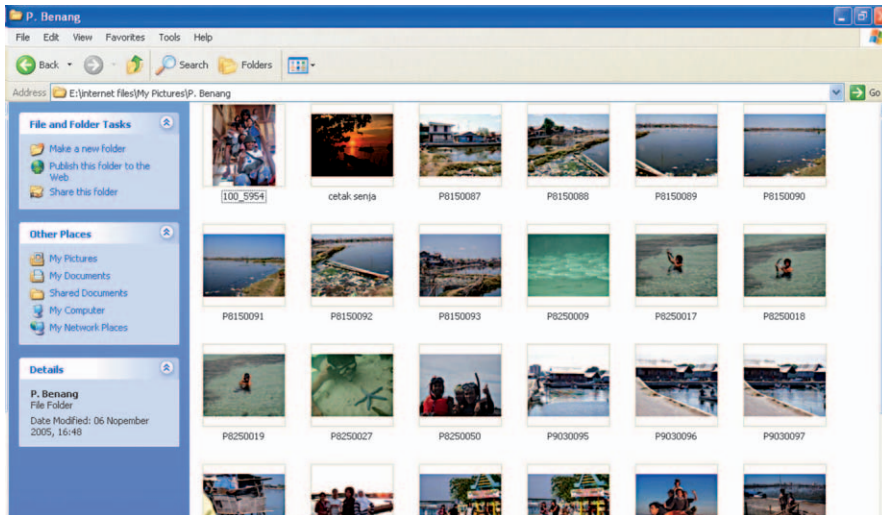 P. Benang
File Edit View Favorites Tools Help
Back Search Folders
Address E:\internet files\My Pictures\P. Benang Go
File and Folder Tasks
Make a new folder
Publish this folder to the
Web
Share this folder
Other Places
My Pictures
My Documents
Shared Documents
My Computer
My Network Places
Details
P. Benang
File Folder
Date Modified: 06 Nopember
2005, 16:48
100_5954 cetak senja P8150087 P8150088 P8150089 P8150090
P8150091 P8150092 P8150093 P8250009 P8250017 P8250018
P8250019 P8250027 P8250050 P9030095 P9030096 P9030097